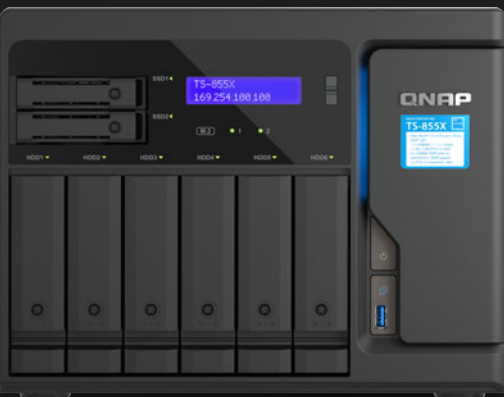 SSD1
TS-855X
169.254.100.100
QNAP
TS-855X
SSD2
M.2
1
2
HDD1
HDD2
HDD3
HDD4
HDD5
HDD6